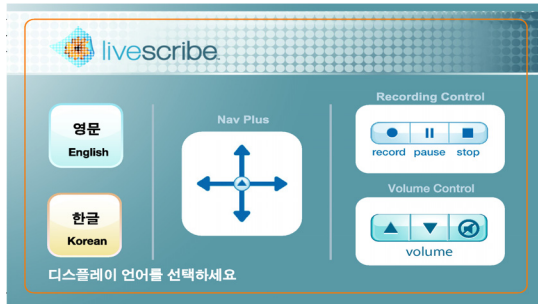 livescribe
영문
English
한글
Korean
디스플레이 언어를 선택하세요
Nav Plus
Recording Control
record pause stop
Volume Control
volume